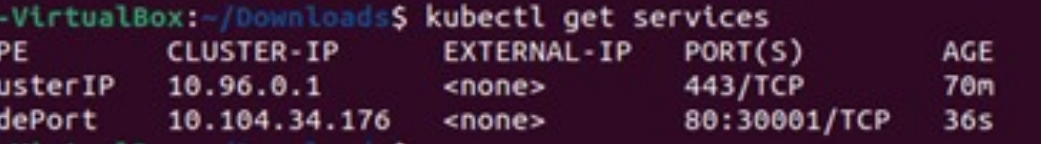 -VirtualBox:~/Downloads$ kubectl get services
PE CLUSTER-IP EXTERNAL-IP PORT(S) AGE
usterIP 10.96.0.1 <none> 443/TCP 70m
dePort 10.104.34.176 <none> 80:30001/TCP 36s